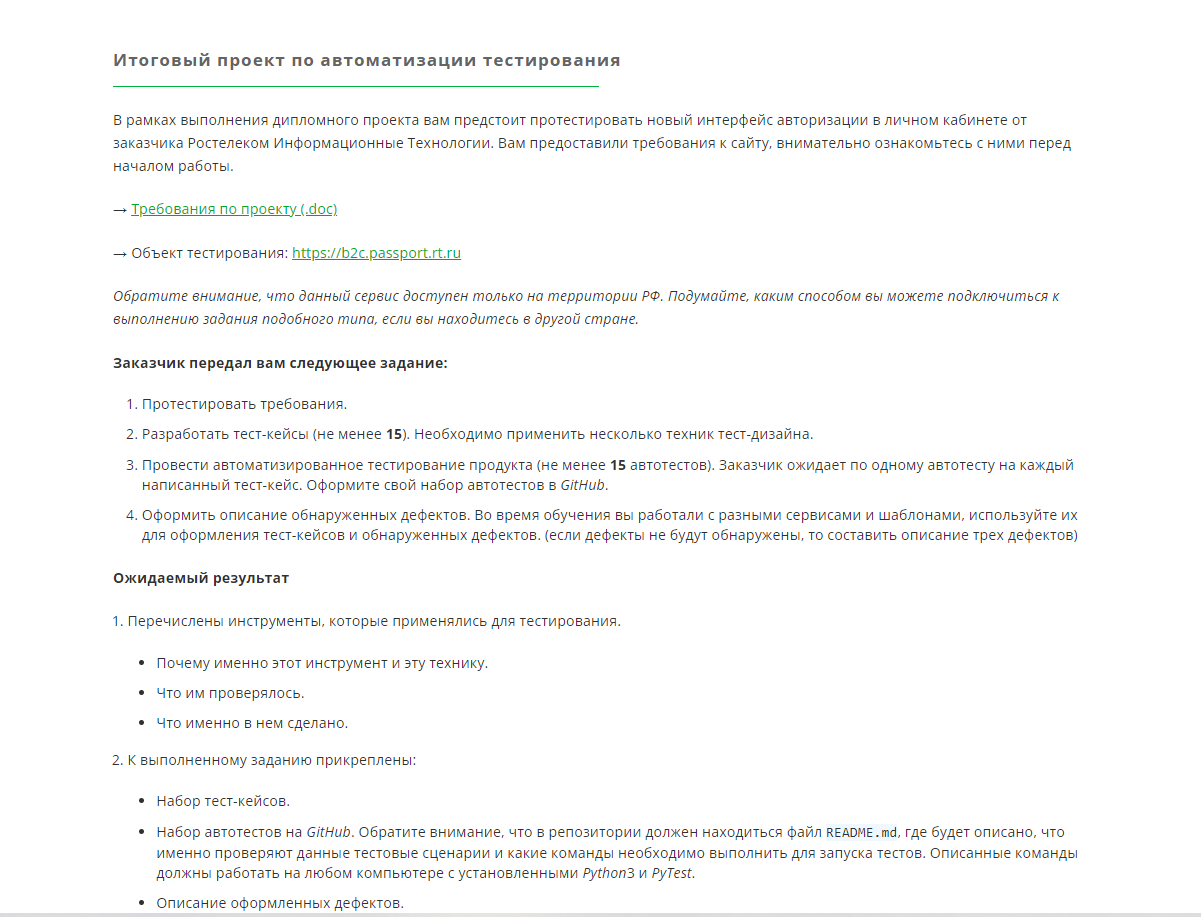 Итоговый проект по автоматизации тестирования
В рамках выполнения дипломного проекта вам предстоит протестировать новый интерфейс авторизации в личном кабинете от
заказчика Ростелеком Информационные Технологии. Вам предоставили требования к сайту, внимательно ознакомьтесь с ними перед
началом работы.
→ Требования по проекту (.doc)
→ Объект тестирования: https://b2c.passport.rt.ru
Обратите внимание, что данный сервис доступен только на территории РФ. Подумайте, каким способом вы можете подключиться к
выполнению задания подобного типа, если вы находитесь в другой стране.
Заказчик передал вам следующее задание:
1. Протестировать требования.
2. Разработать тест-кейсы (не менее 15). Необходимо применить несколько техник тест-дизайна.
3. Провести автоматизированное тестирование продукта (не менее 15 автотестов). Заказчик ожидает по одному автотесту на каждый
написанный тест-кейс. Оформите свой набор автотестов в GitHub.
4. Оформить описание обнаруженных дефектов. Во время обучения вы работали с разными сервисами и шаблонами, используйте их
для оформления тест-кейсов и обнаруженных дефектов. (если дефекты не будут обнаружены, то составить описание трех дефектов)
Ожидаемый результат
1. Перечислены инструменты, которые применялись для тестирования.
• Почему именно этот инструмент и эту технику.
• Что им проверялось.
• Что именно в нем сделано.
2. К выполненному заданию прикреплены:
• Набор тест-кейсов.
• Набор автотестов на GitHub. Обратите внимание, что в репозитории должен находиться файл README.md, где будет описано, что
именно проверяют данные тестовые сценарии и какие команды необходимо выполнить для запуска тестов. Описанные команды
должны работать на любом компьютере с установленными Python3 и PyTest.
• Описание оформленных дефектов.